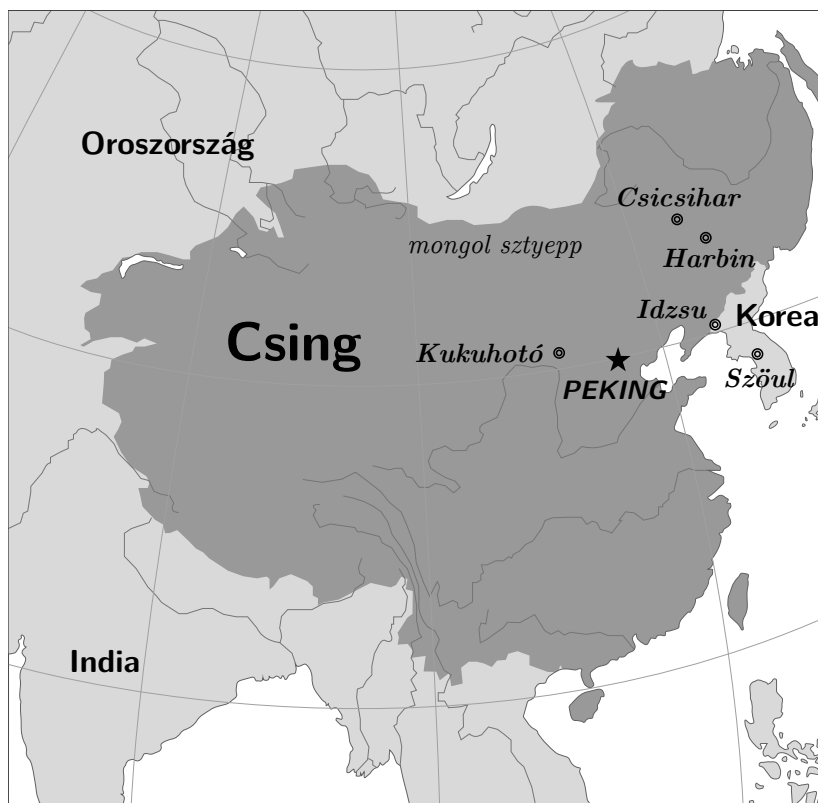 Oroszország
Csicsihar
mongol sztyepp
Harbin
Idzsu
Korea
Csing
Kukuhotó
Szöul
PEKING
India